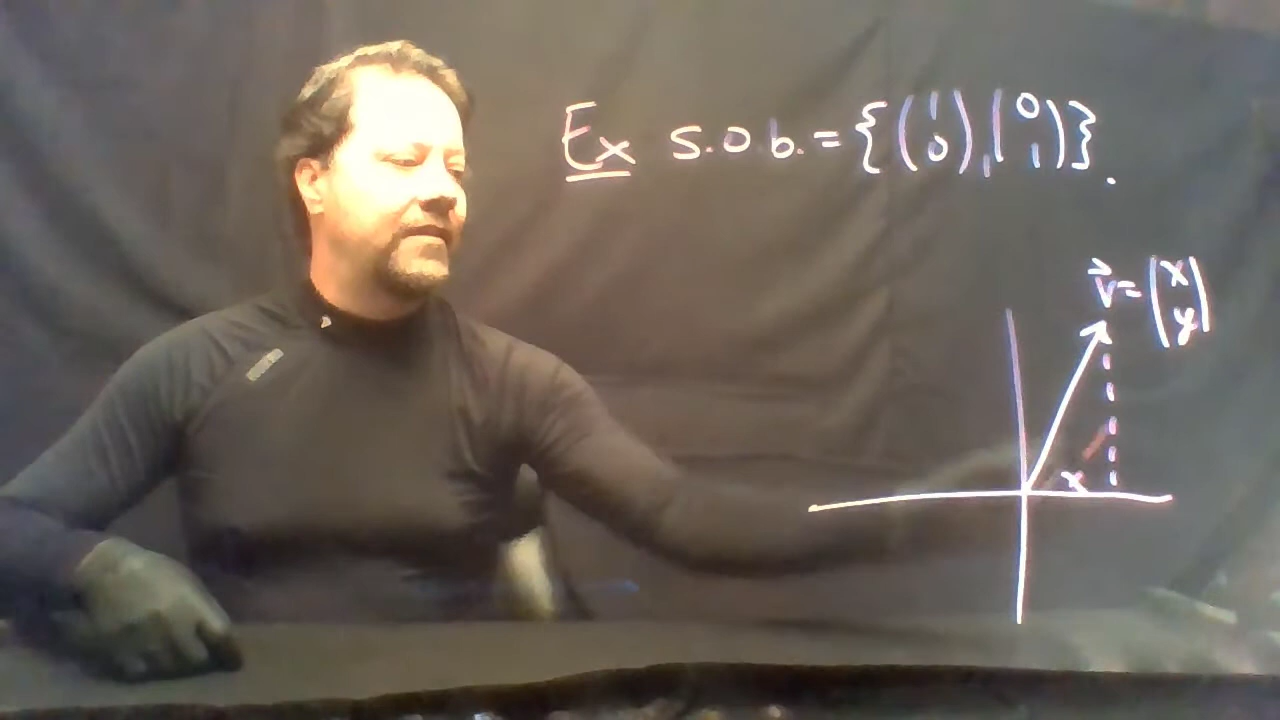 Ex s.o.b. = {(1 0), (0 1)}.
v⃗ = (x y)
x